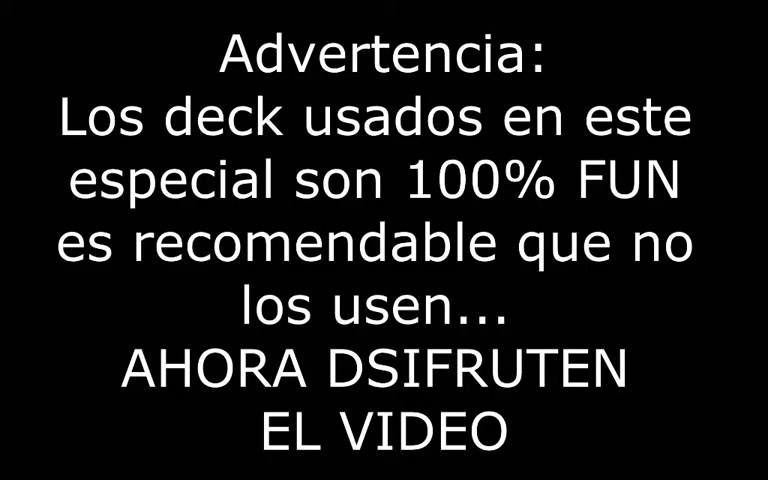 Advertencia:
Los deck usados en este
especial son 100% FUN
es recomendable que no
los usen...
AHORA DSIFRUTEN
EL VIDEO